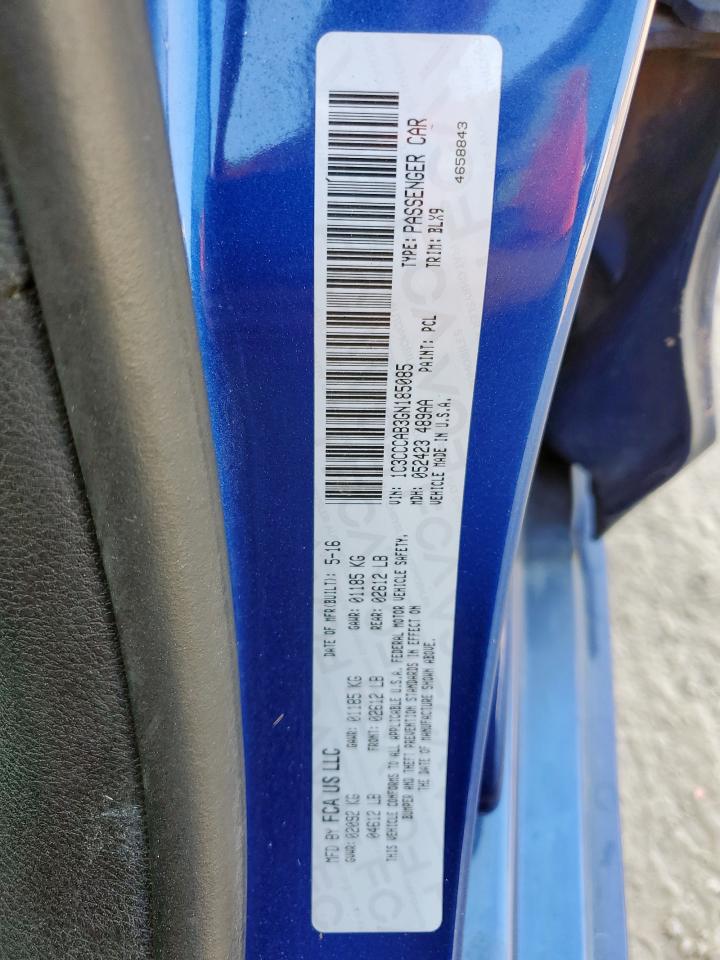 MFD BY FCA US LLC
DATE OF MFR(BUILT): 5-16
GVWR: 02092 KG
GAWR: 01185 KG
GAWR: 01185 KG
04612 LB
FRONT: 02612 LB
REAR: 02612 LB
THIS VEHICLE CONFORMS TO ALL APPLICABLE U.S.A. FEDERAL MOTOR VEHICLE SAFETY,
BUMPER AND THEFT PREVENTION STANDARDS IN EFFECT ON
THE DATE OF MANUFACTURE SHOWN ABOVE.
VIN: 1C3CCCAB3GN185085
TYPE: PASSENGER CAR
MDH: 052423 489AA
PAINT: PCL
TRIM: BLX9
VEHICLE MADE IN U.S.A.
4658843